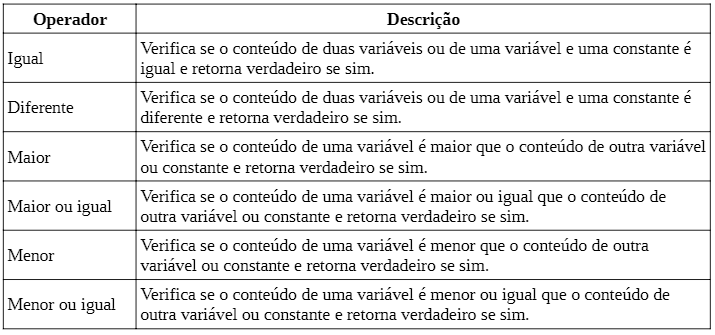 Operador Descrição
Igual
Verifica se o conteúdo de duas variáveis ou de uma variável e uma constante é
igual e retorna verdadeiro se sim.
Diferente
Verifica se o conteúdo de duas variáveis ou de uma variável e uma constante é
diferente e retorna verdadeiro se sim.
Maior
Verifica se o conteúdo de uma variável é maior que o conteúdo de outra variável
ou constante e retorna verdadeiro se sim.
Maior ou igual
Verifica se o conteúdo de uma variável é maior ou igual que o conteúdo de
outra variável ou constante e retorna verdadeiro se sim.
Menor
Verifica se o conteúdo de uma variável é menor que o conteúdo de outra
variável ou constante e retorna verdadeiro se sim.
Menor ou igual
Verifica se o conteúdo de uma variável é menor ou igual que o conteúdo de
outra variável ou constante e retorna verdadeiro se sim.